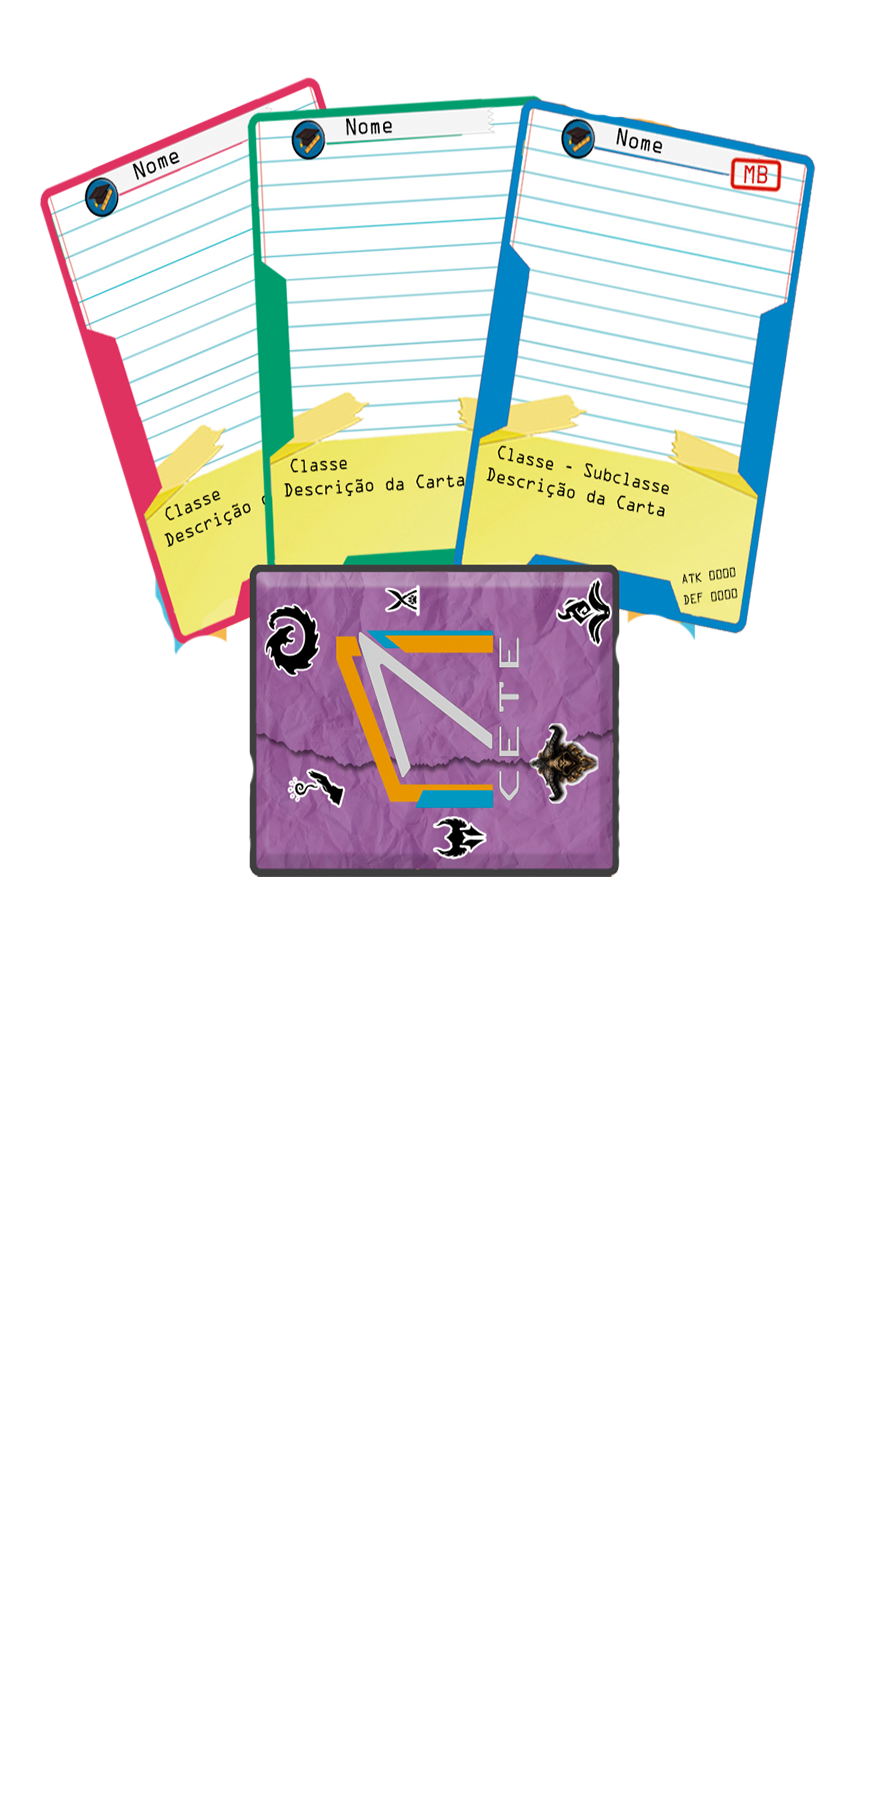 Nome
Classe
Descrição
Nome
Classe
Descrição da Carta
Nome
MB
Classe - Subclasse
Descrição da Carta
ATK 0000
DEF 0000
CETE